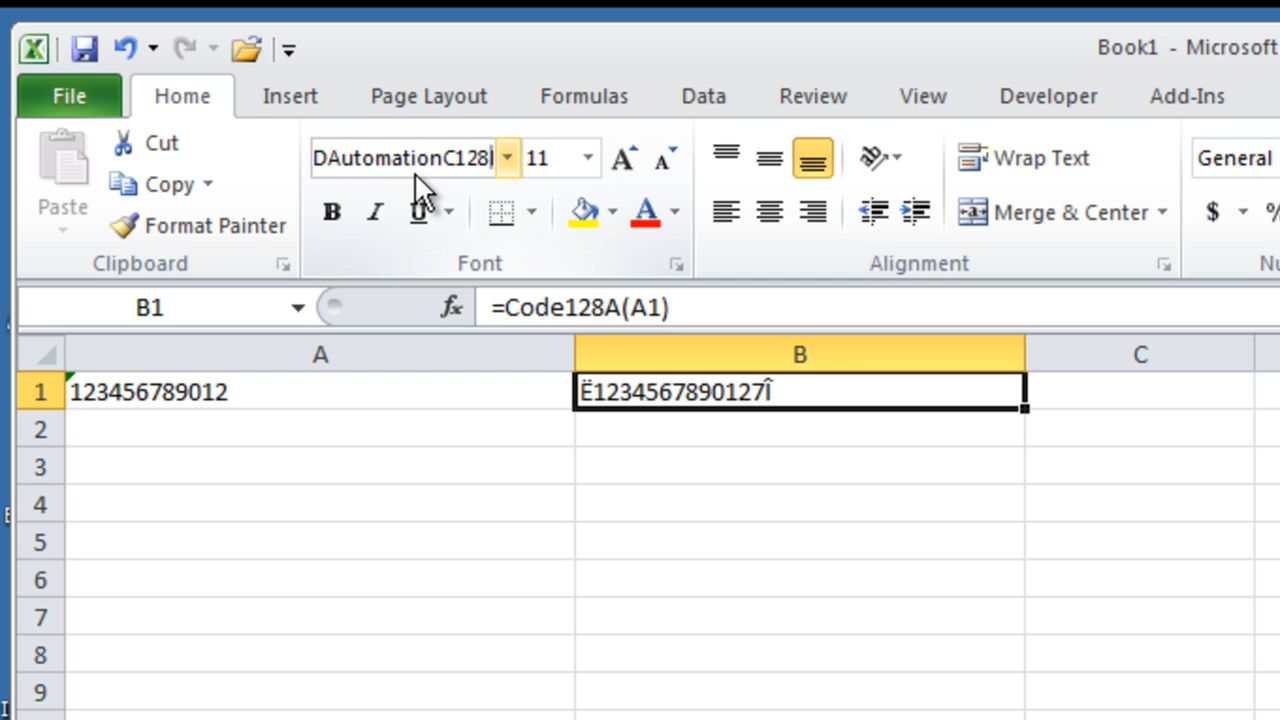 Book1 - Microsoft
File Home Insert Page Layout Formulas Data Review View Developer Add-Ins
Paste
Cut
Copy
Format Painter
Clipboard
DAutomationC128 11
B I U A
Font
Wrap Text
Merge & Center
Alignment
General
$ %
Nu
B1 fx =Code128A(A1)
A B C
1 123456789012 Ë1234567890127Î
2
3
4
5
6
7
8
9